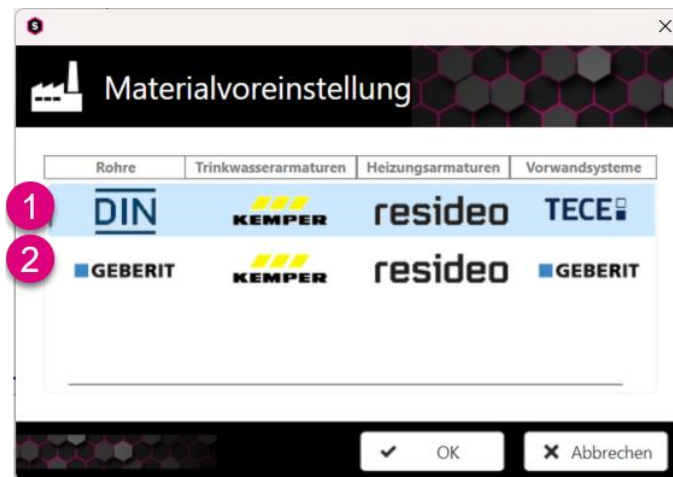 S
Materialvoreinstellung
Rohre Trinkwasserarmaturen Heizungsarmaturen Vorwandsysteme
1 DIN KEMPER resideo TECE
2 GEBERIT KEMPER resideo GEBERIT
OK Abbrechen